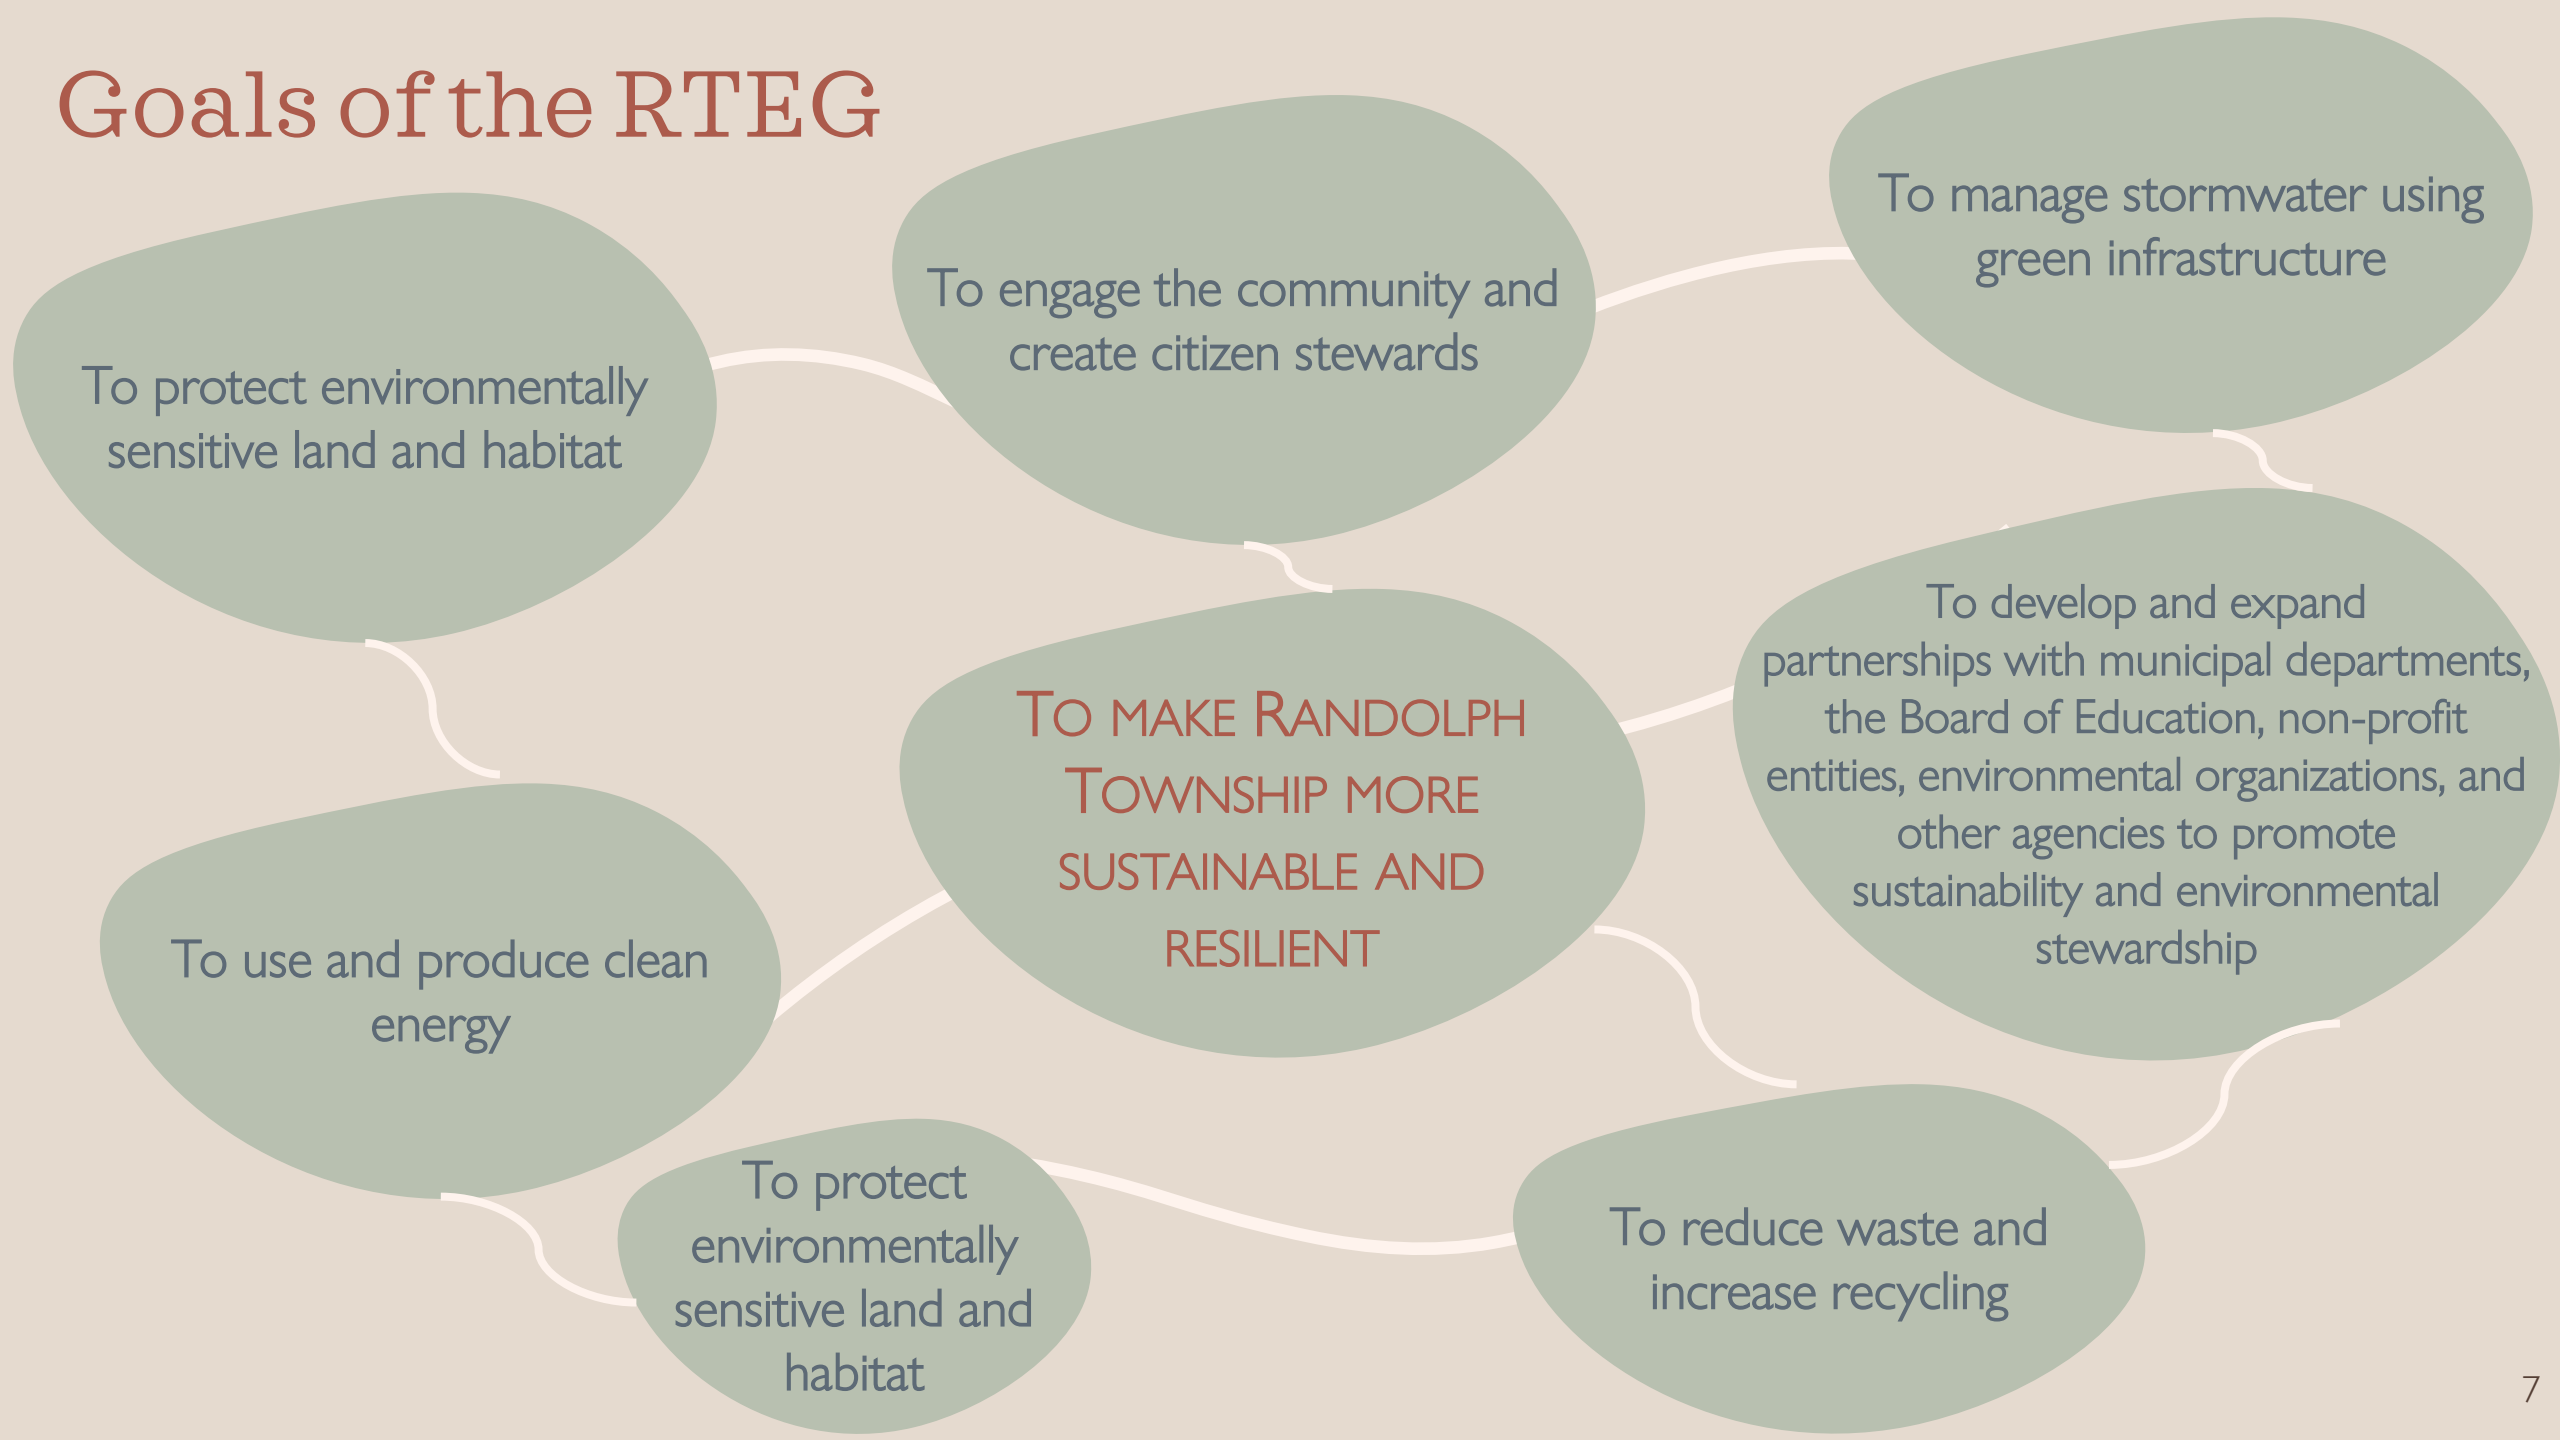 Goals of the RTEG
To protect environmentally
sensitive land and habitat
To engage the community and
create citizen stewards
To manage stormwater using
green infrastructure
To use and produce clean
energy
To make Randolph
Township more
sustainable and
resilient
To develop and expand
partnerships with municipal departments,
the Board of Education, non-profit
entities, environmental organizations, and
other agencies to promote
sustainability and environmental
stewardship
To protect
environmentally
sensitive land and
habitat
To reduce waste and
increase recycling
7